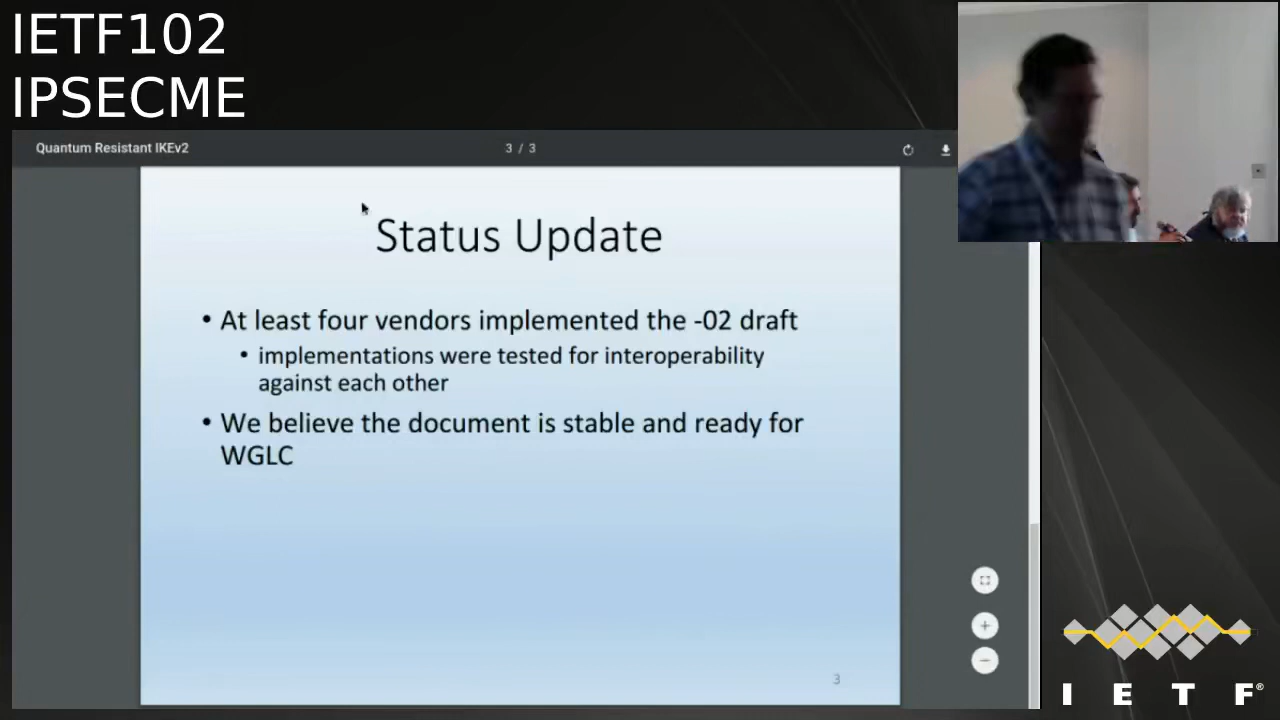 IETF102
IPSECME
Quantum Resistant IKEv2
3 / 3
Status Update
• At least four vendors implemented the -02 draft
• implementations were tested for interoperability
against each other
• We believe the document is stable and ready for
WGLC
3
I E T F®